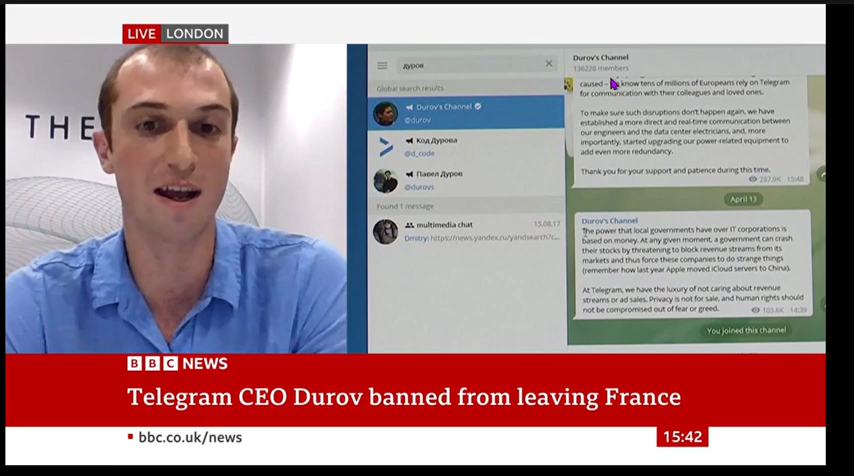 LIVE LONDON
THE
дуров
Global search results
Durov's Channel
@durov
Код Дурова
@d_code
Павел Дуров
@durovs
Found 1 message
multimedia chat 15.08.17
Dmitry: https://news.yandex.ru/yandsearch?c...
Durov's Channel
136228 members
caused – know tens of millions of Europeans rely on Telegram
for communication with their colleagues and loved ones.
To make sure such disruptions don't happen again, we have
established a more direct and real-time communication between
our engineers and the data center electricians, and, more
importantly, started upgrading our power-related equipment to
add even more redundancy.
Thank you for your support and patience during this time.
287.9K 15:48
April 13
Durov's Channel
The power that local governments have over IT corporations is
based on money. At any given moment, a government can crash
their stocks by threatening to block revenue streams from its
markets and thus force these companies to do strange things
(remember how last year Apple moved iCloud servers to China).
At Telegram, we have the luxury of not caring about revenue
streams or ad sales. Privacy is not for sale, and human rights should
not be compromised out of fear or greed.
103.6K 14:39
You joined this channel
BBC NEWS
Telegram CEO Durov banned from leaving France
bbc.co.uk/news
15:42